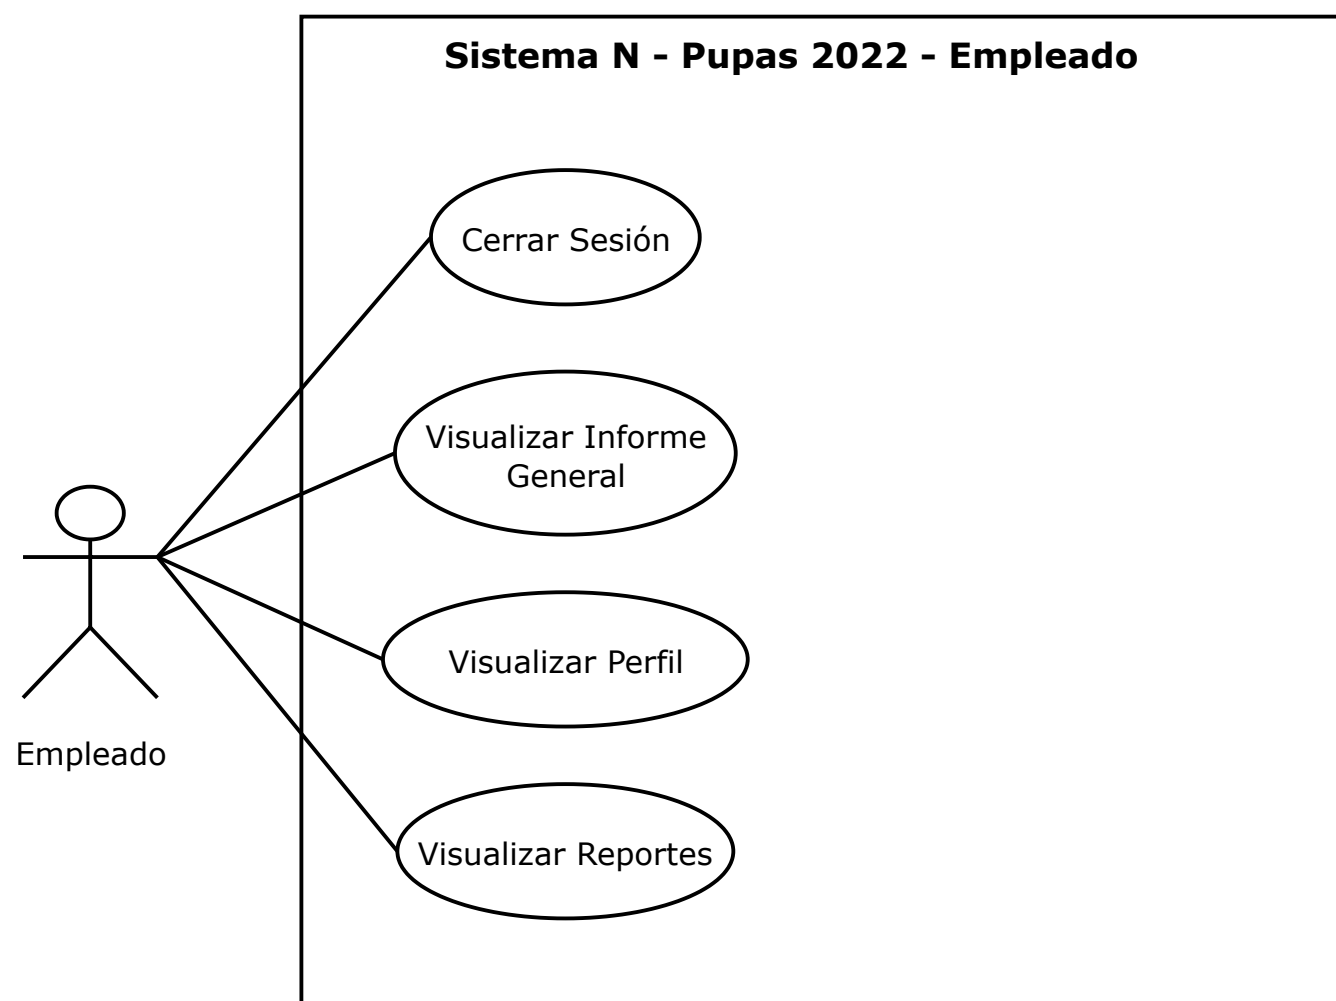 Sistema N - Pupas 2022 - Empleado
Cerrar Sesión
Visualizar Informe
General
Visualizar Perfil
Empleado
Visualizar Reportes